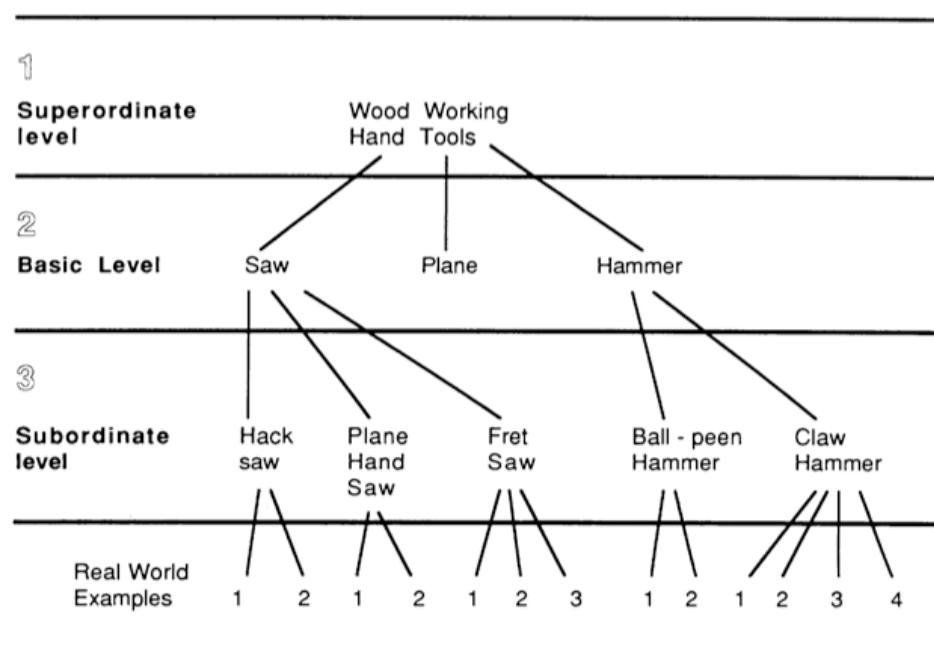 1
Superordinate level
Wood Working
Hand Tools
2
Basic Level
Saw
Plane
Hammer
3
Subordinate
level
Hack
saw
Plane
Hand
Saw
Fret
Saw
Ball - peen
Hammer
Claw
Hammer
Real World
Examples
1 2 1 2 1 2 3 1 2 1 2 3 4